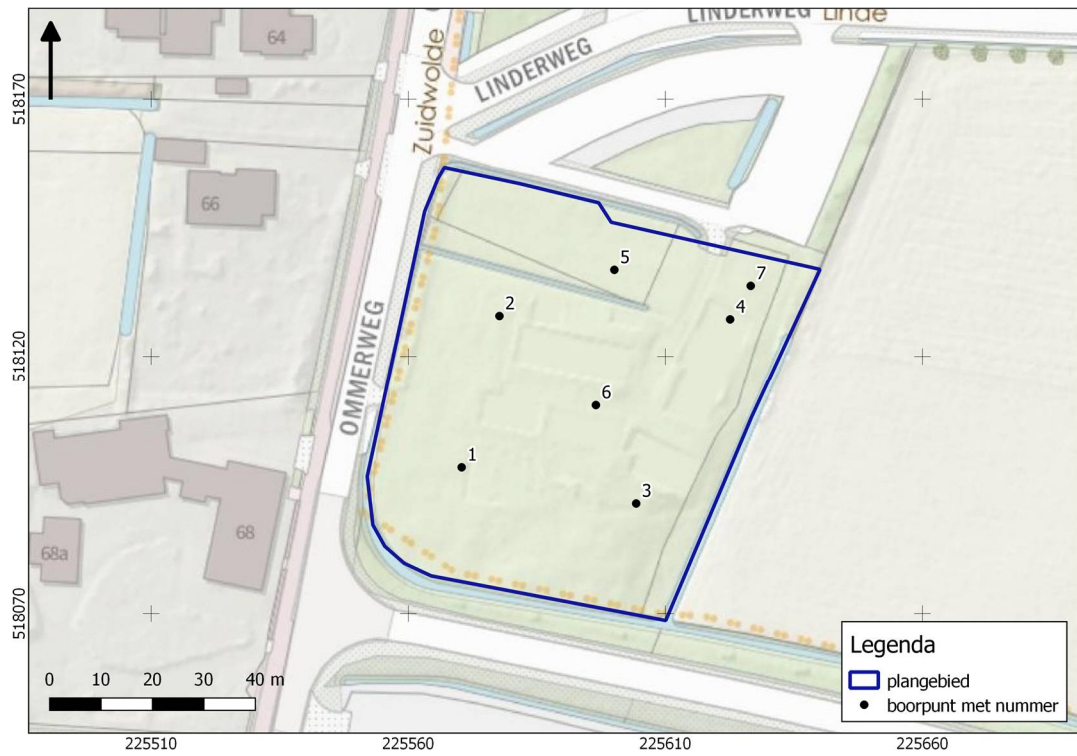 LINDERWEG Linde
LINDERWEG
Zuidwolde
64
66
OMMERWEG
68
68a
5
7
2
4
6
1
3
518170
518120
518070
0 10 20 30 40 m
Legenda
plangebied
boorpunt met nummer
225510 225560 225610 225660